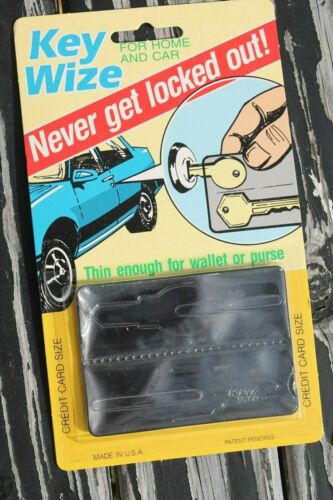 Key
Wize
FOR HOME
AND CAR
Never get locked out!
Thin enough for wallet or purse
CREDIT CARD SIZE
CREDIT CARD SIZE
MADE IN U.S.A.
PATENT PENDING